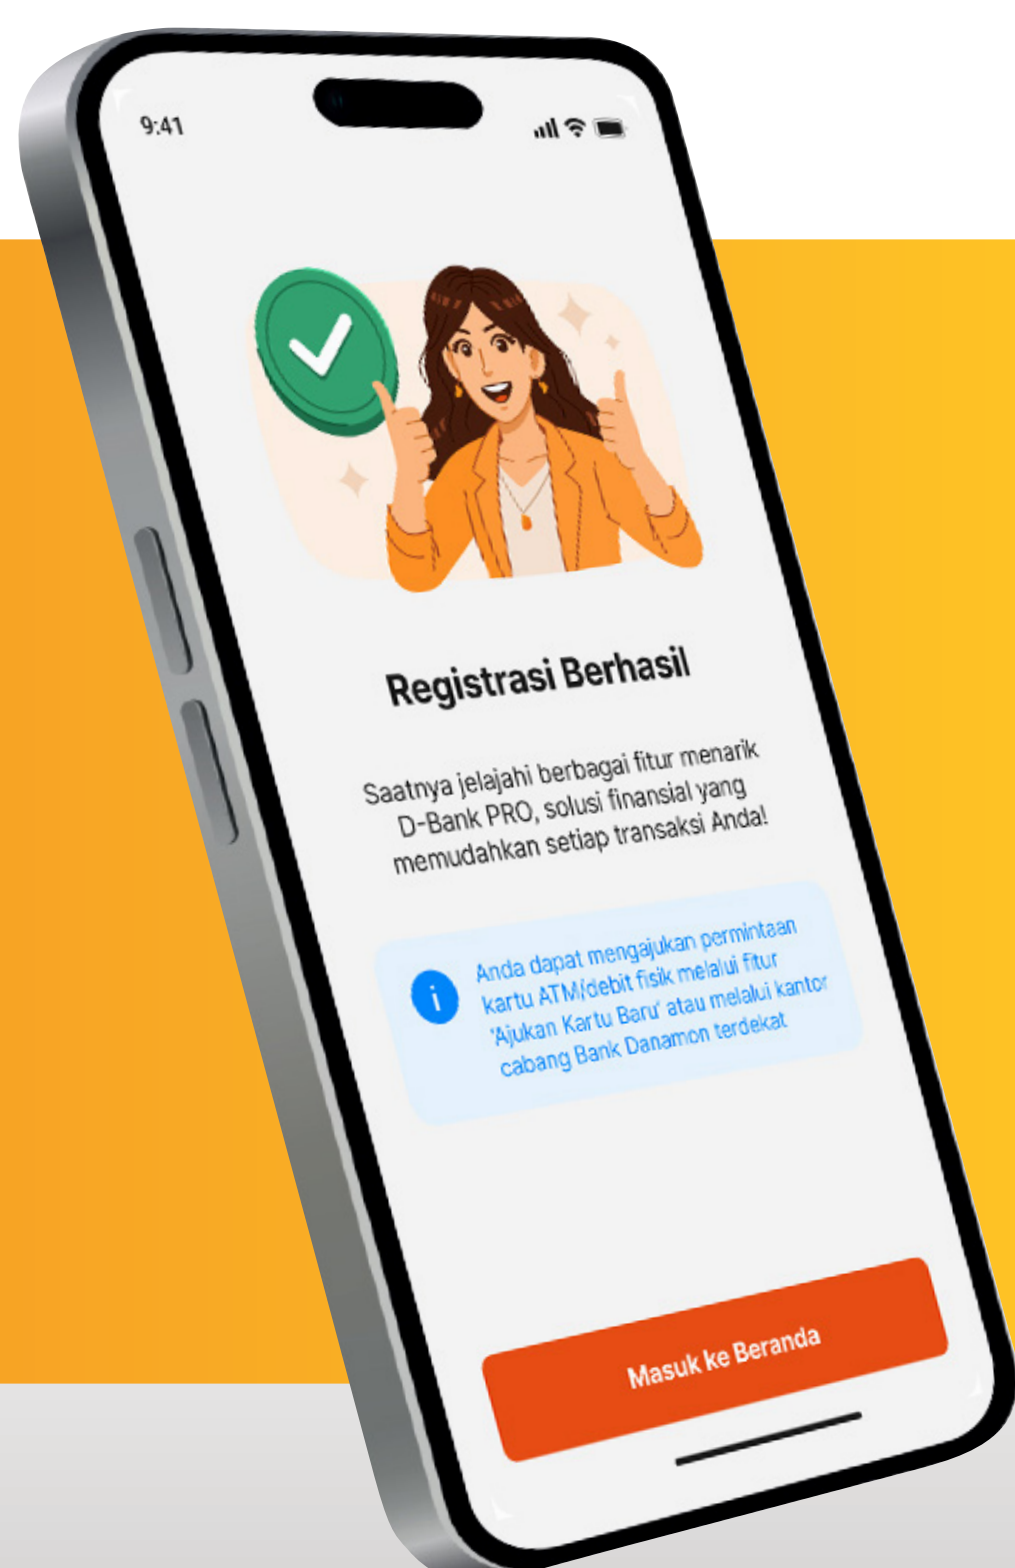 9:41
Registrasi Berhasil
Saatnya jelajahi berbagai fitur menarik
D-Bank PRO, solusi finansial yang
memudahkan setiap transaksi Anda!
i
Anda dapat mengajukan permintaan
kartu ATM/debit fisik melalui fitur
'Ajukan Kartu Baru' atau melalui kantor
cabang Bank Danamon terdekat
Masuk ke Beranda